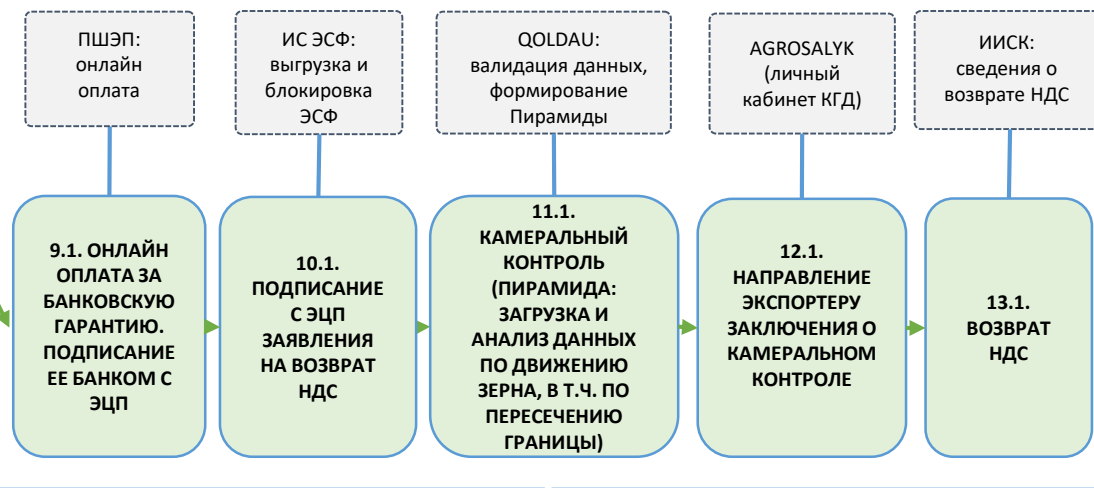 ПШЭП:
онлайн
оплата
ИС ЭСФ:
выгрузка и
блокировка
ЭСФ
QOLDAU:
валидация данных,
формирование
Пирамиды
AGROSALYK
(личный
кабинет КГД)
ИИСК:
сведения о
возврате НДС
9.1. ОНЛАЙН
ОПЛАТА ЗА
БАНКОВСКУЮ
ГАРАНТИЮ.
ПОДПИСАНИЕ
ЕЕ БАНКОМ С
ЭЦП
10.1.
ПОДПИСАНИЕ
С ЭЦП
ЗАЯВЛЕНИЯ
НА ВОЗВРАТ
НДС
11.1.
КАМЕРАЛЬНЫЙ
КОНТРОЛЬ
(ПИРАМИДА:
ЗАГРУЗКА И
АНАЛИЗ ДАННЫХ
ПО ДВИЖЕНИЮ
ЗЕРНА, В Т.Ч. ПО
ПЕРЕСЕЧЕНИЮ
ГРАНИЦЫ)
12.1.
НАПРАВЛЕНИЕ
ЭКСПОРТЕРУ
ЗАКЛЮЧЕНИЯ О
КАМЕРАЛЬНОМ
КОНТРОЛЕ
13.1.
ВОЗВРАТ
НДС